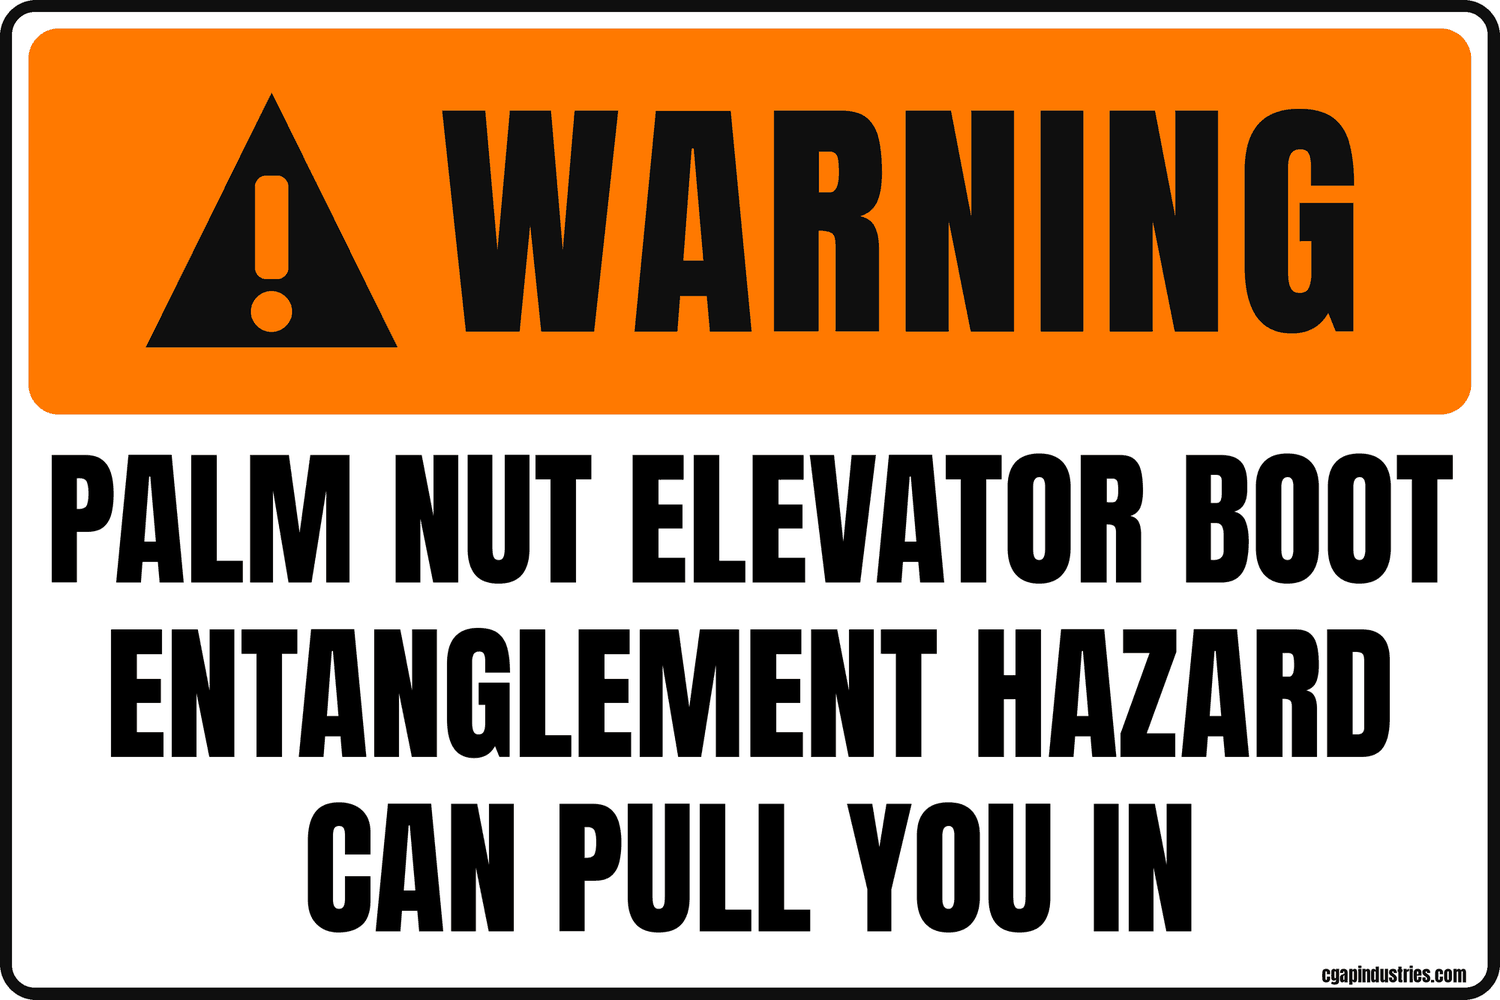 WARNING
PALM NUT ELEVATOR BOOT
ENTANGLEMENT HAZARD
CAN PULL YOU IN
cgapindustries.com